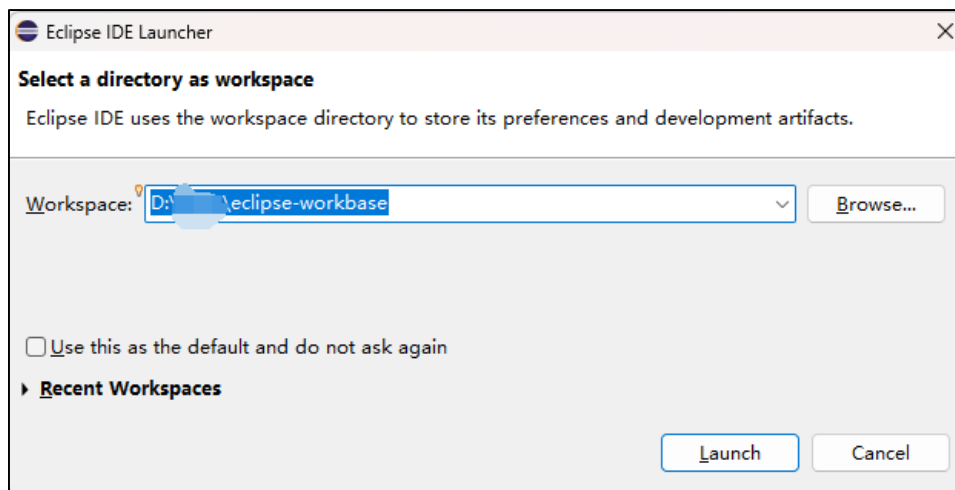 Eclipse IDE Launcher
Select a directory as workspace
Eclipse IDE uses the workspace directory to store its preferences and development artifacts.
Workspace: D:\ \eclipse-workbase Browse...
Use this as the default and do not ask again
Recent Workspaces
Launch Cancel